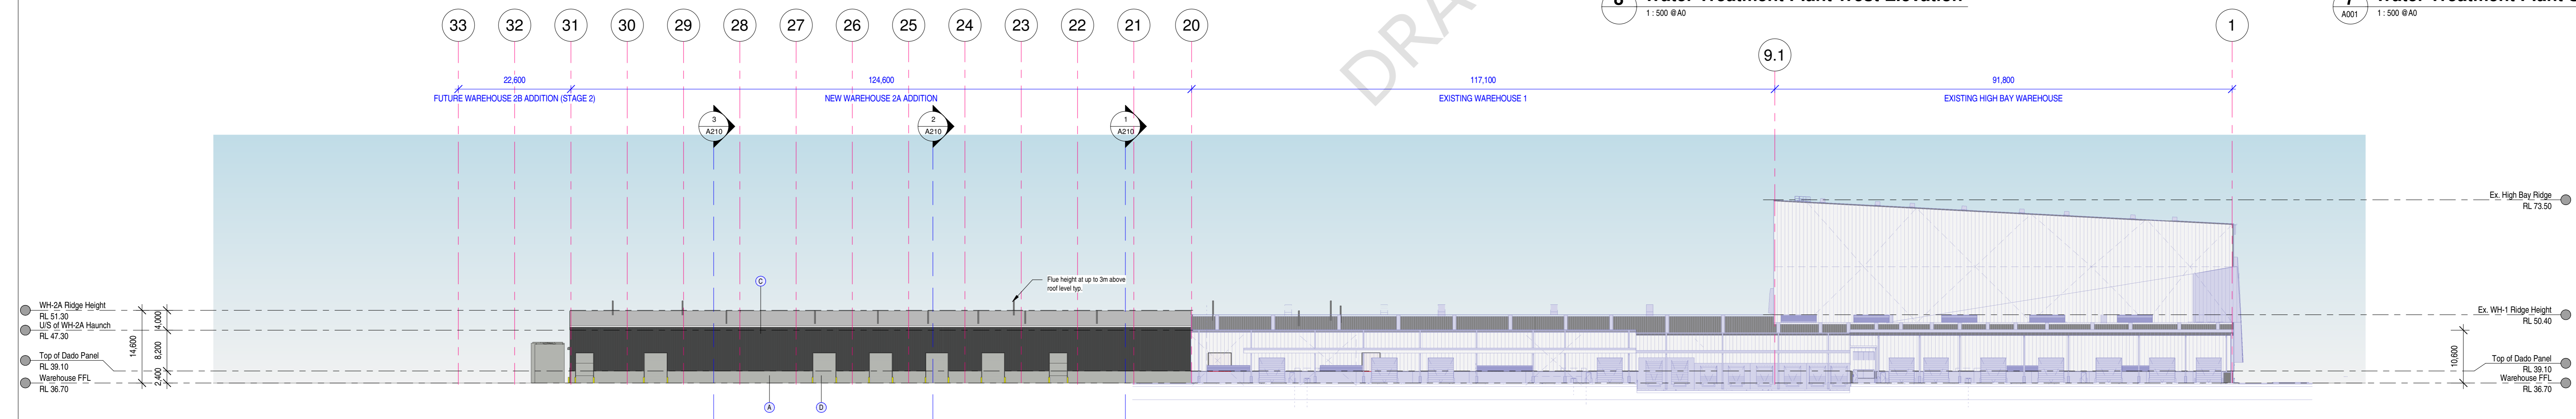 DRA
Water Treatment Plant West Elevation
1 : 500 @A0
A001
1 : 500 @A0
33
32
31
30
29
28
27
26
25
24
23
22
21
20
9.1
1
22,600
124,600
117,100
91,800
FUTURE WAREHOUSE 2B ADDITION (STAGE 2)
NEW WAREHOUSE 2A ADDITION
EXISTING WAREHOUSE 1
EXISTING HIGH BAY WAREHOUSE
3
A210
2
A210
1
A210
Ex. High Bay Ridge
RL 73.50
C
Flue height at up to 3m above
roof level typ.
WH-2A Ridge Height
RL 51.30
U/S of WH-2A Haunch
RL 47.30
Top of Dado Panel
RL 39.10
Warehouse FFL
RL 36.70
14,600
4,000
8,200
2,400
Ex. WH-1 Ridge Height
RL 50.40
10,600
Top of Dado Panel
RL 39.10
Warehouse FFL
RL 36.70
A
D